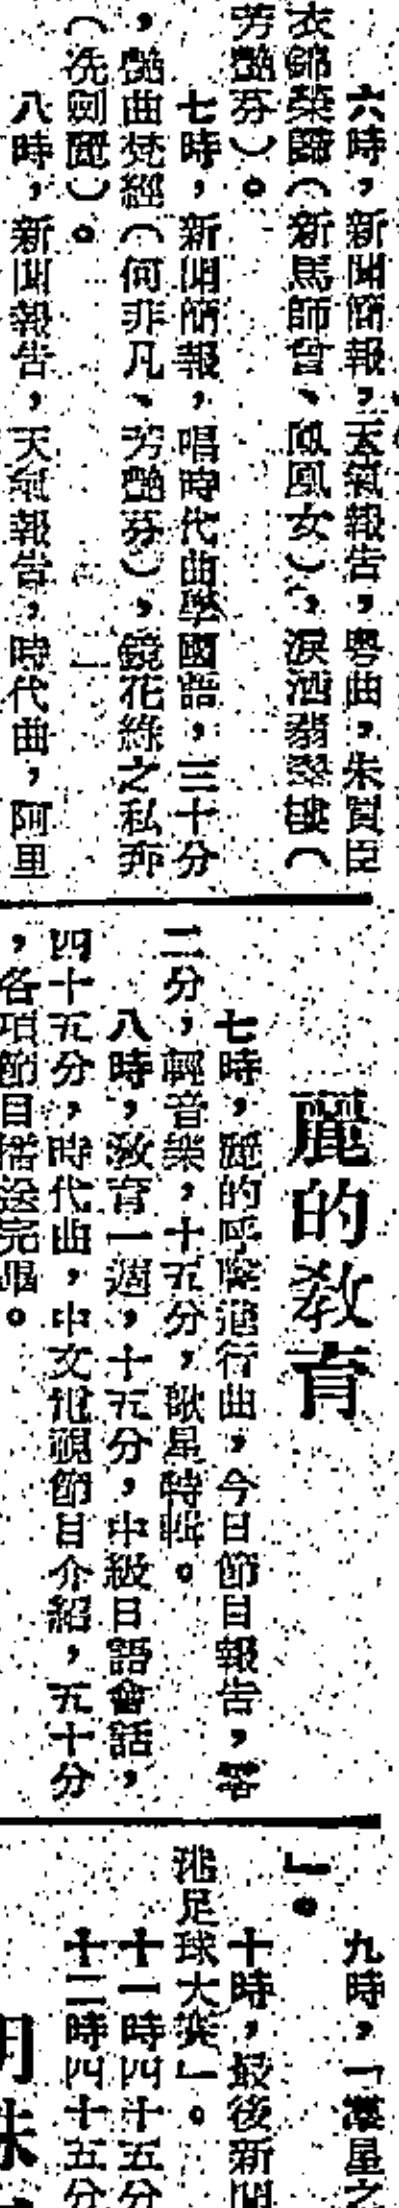 六時，新聞簡報，天氣報告，粵曲，朱買臣
衣錦榮歸（新馬師曾、鳳凰女），淚洒翡翠樓（
芳艷芬）。
七時，新聞簡報，唱時代曲學國語，三十分
，艷曲梵經（何非凡、芳艷芬），鏡花緣之私奔
（冼劍麗）。
八時，新聞報告，天氣報告，時代曲，阿里
麗的教育
七時，麗的呼聲進行曲，今日節目報告，零
二分，輕音樂，十五分，歌星特輯。
八時，教育一週，十五分，中級日語會話，
四十五分，時代曲，中文電視節目介紹，五十分
，各項節目播送完畢。
九時，「 星之
」。
十時，最後新聞
港足球大 」。
十一時四十五分
十二時四十五分
明珠